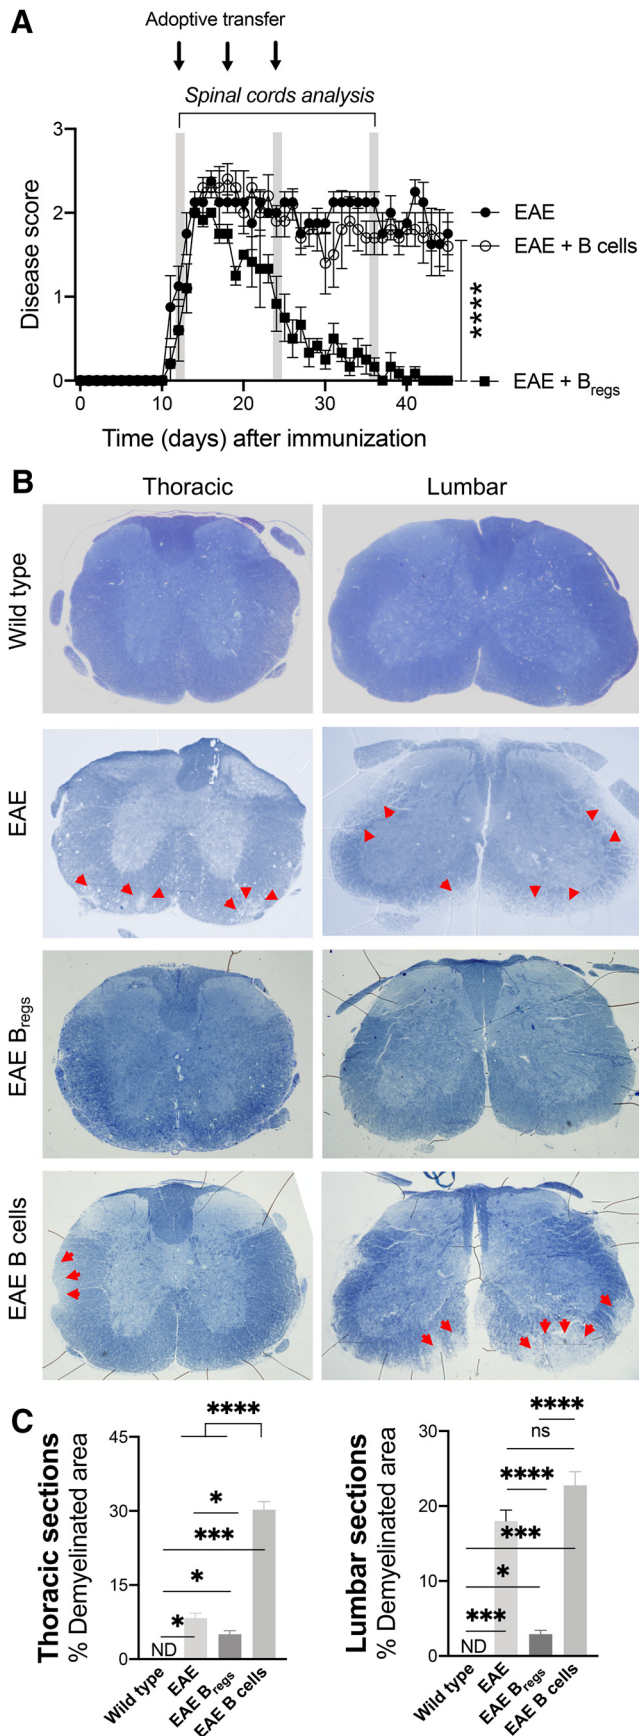 A
Adoptive transfer
Spinal cords analysis
Disease score
3
2
1
0
0
10
20
30
40
Time (days) after immunization
EAE
EAE + B cells
****
EAE + Bregs
B
Thoracic
Lumbar
Wild type
EAE
EAE Bregs
EAE B cells
C
Thoracic sections
% Demyelinated area
45
30
15
0
****
*
***
*
*
ND
Wild type
EAE
EAE Bregs
EAE B cells
Lumbar sections
% Demyelinated area
30
20
10
0
****
ns
****
***
*
***
ND
Wild type
EAE
EAE Bregs
EAE B cells